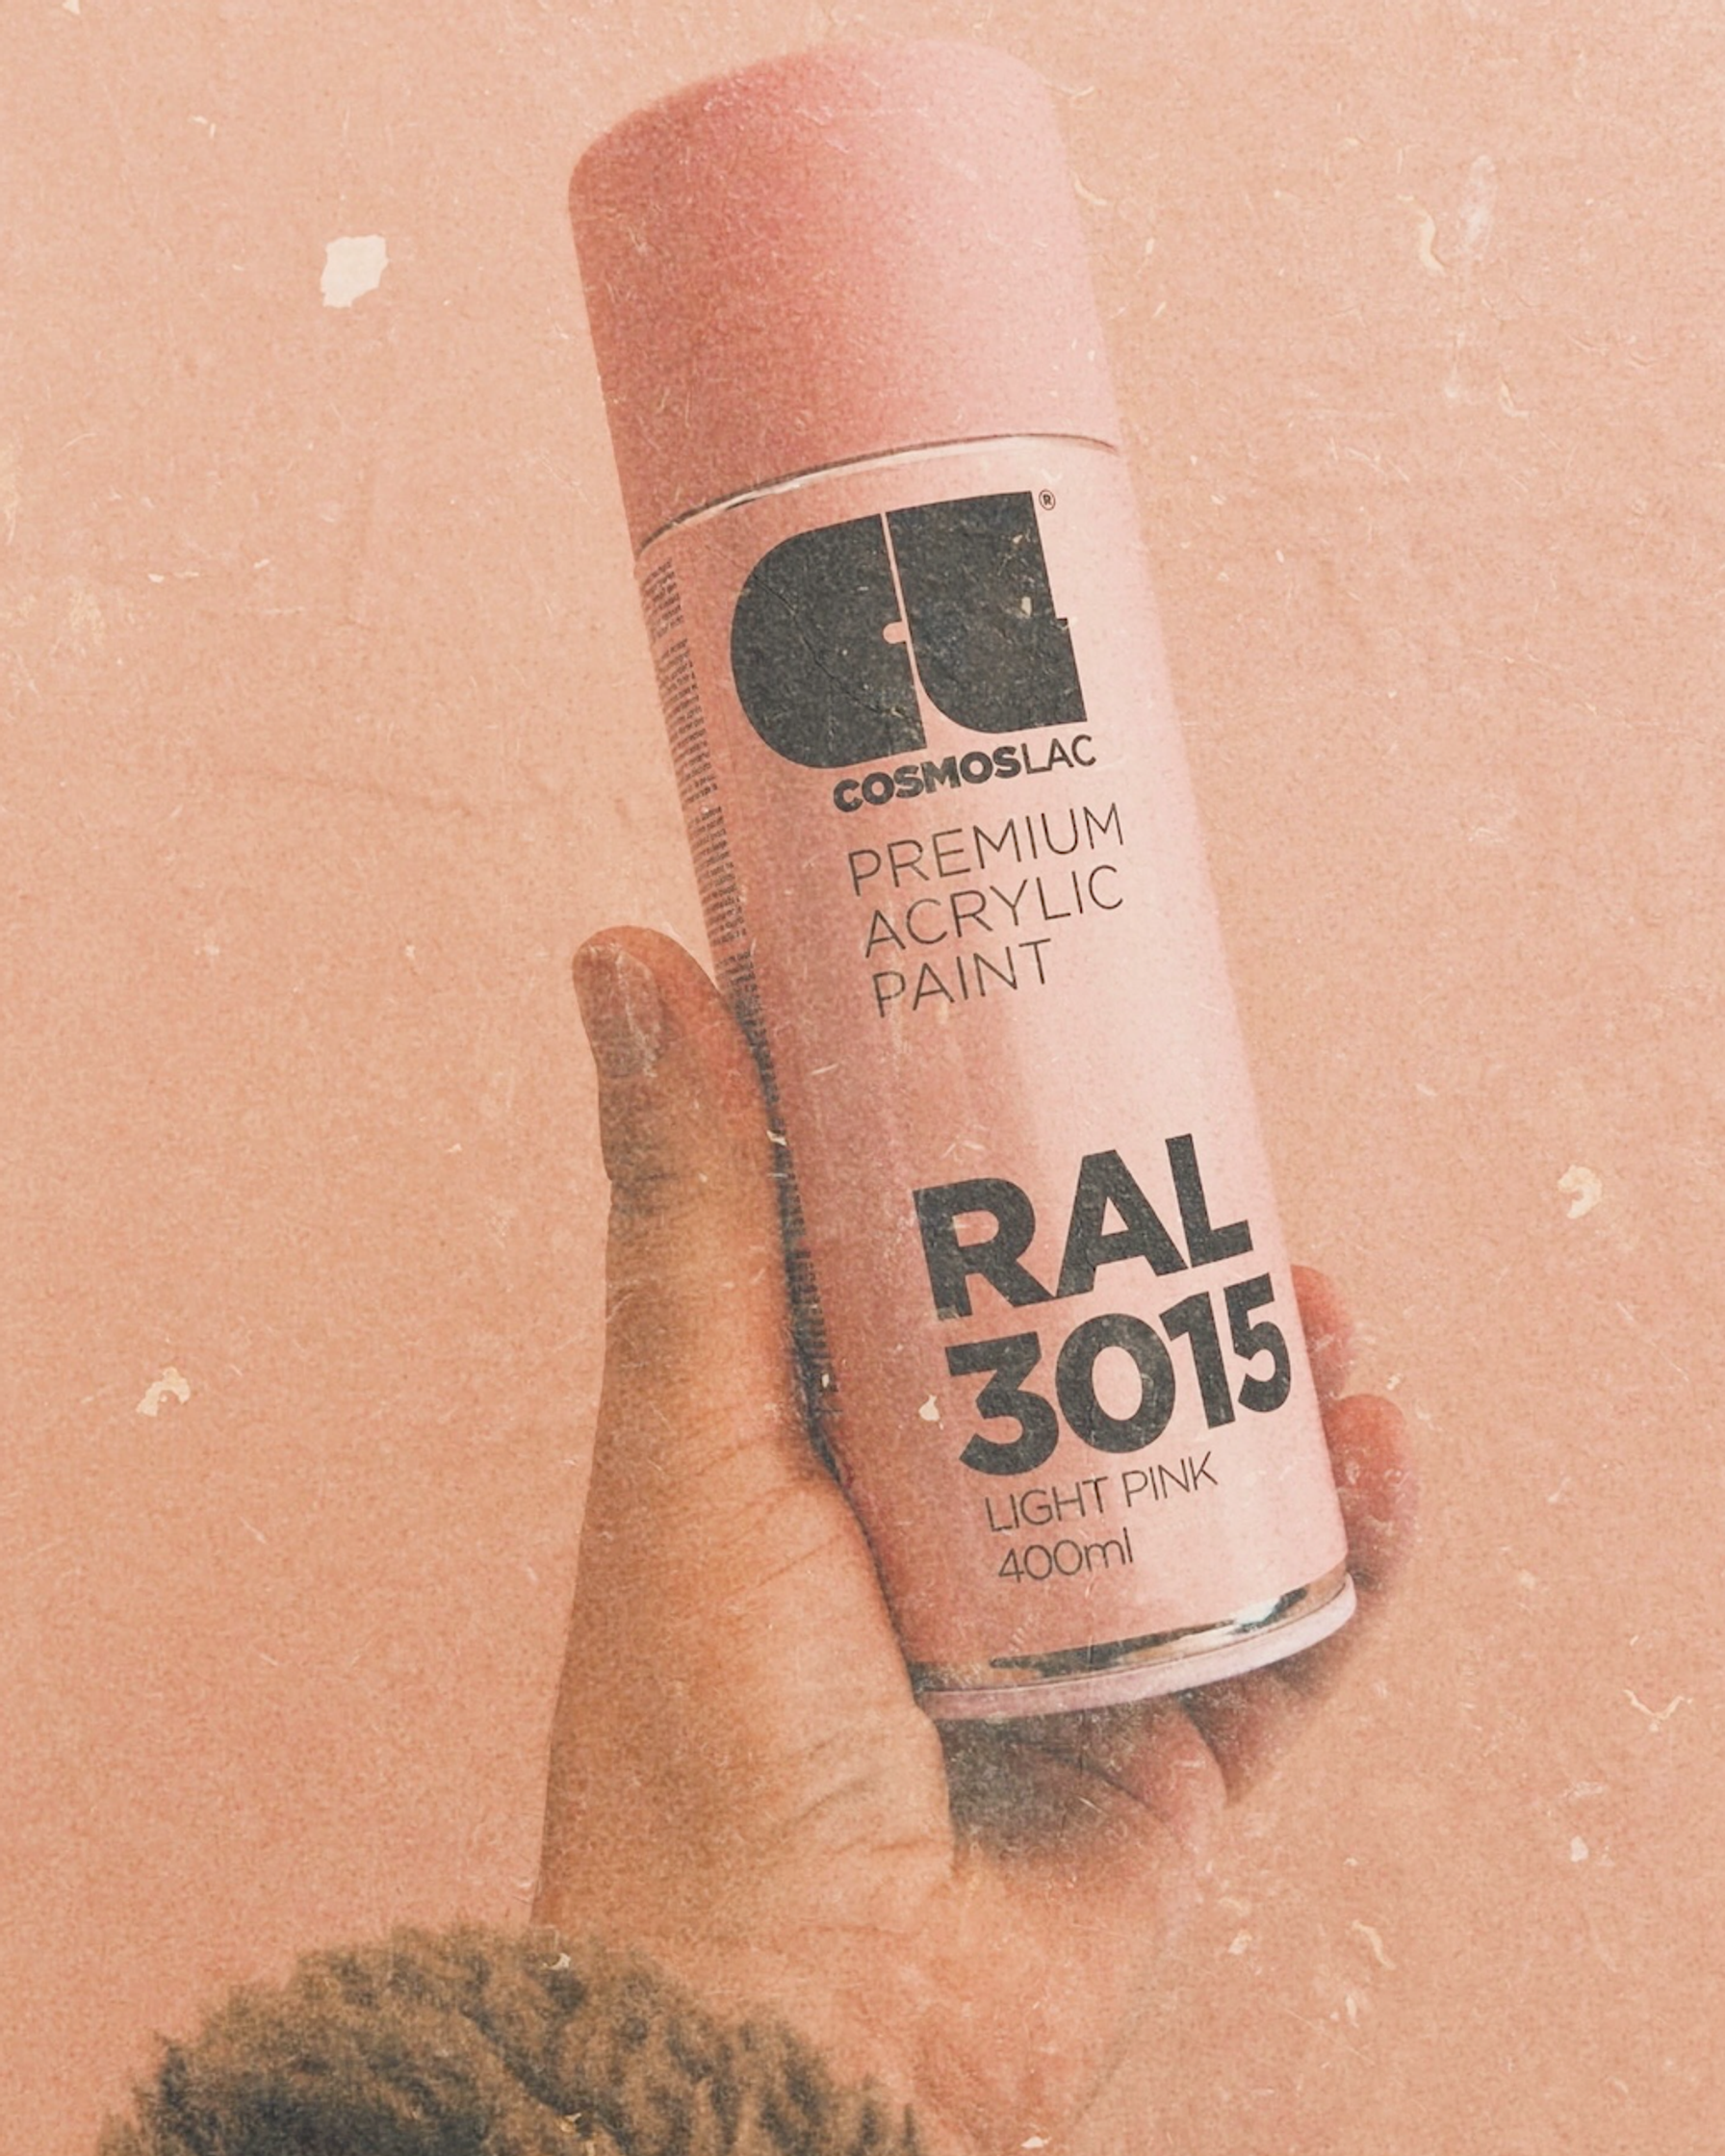 ®
COSMOSLAC
PREMIUM
ACRYLIC
PAINT
RAL
3015
LIGHT PINK
400ml